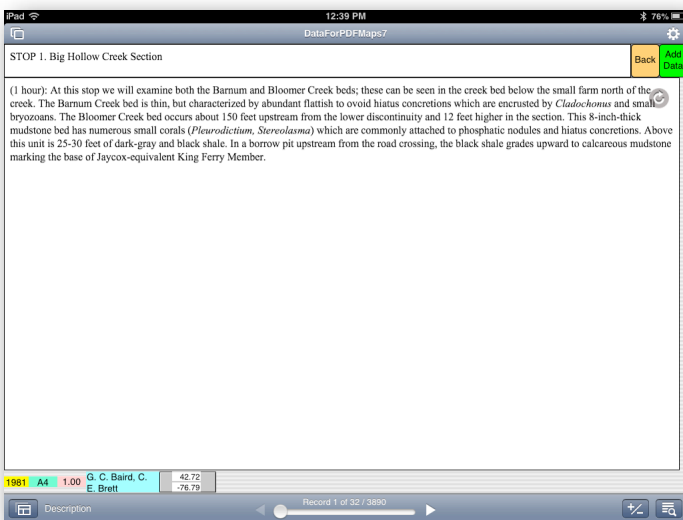 iPad 12:39 PM 76%
DataForPDFMaps7
STOP 1. Big Hollow Creek Section
Back
Add
Data
(1 hour): At this stop we will examine both the Barnum and Bloomer Creek beds; these can be seen in the creek bed below the small farm north of the
creek. The Barnum Creek bed is thin, but characterized by abundant flattish to ovoid hiatus concretions which are encrusted by Cladochonus and small
bryozoans. The Bloomer Creek bed occurs about 150 feet upstream from the lower discontinuity and 12 feet higher in the section. This 8-inch-thick
mudstone bed has numerous small corals (Pleurodictium, Stereolasma) which are commonly attached to phosphatic nodules and hiatus concretions. Above
this unit is 25-30 feet of dark-gray and black shale. In a borrow pit upstream from the road crossing, the black shale grades upward to calcareous mudstone
marking the base of Jaycox-equivalent King Ferry Member.
1981 A4 1.00
G. C. Baird, C.
E. Brett
42.72
-76.79
Description
Record 1 of 32 / 3890